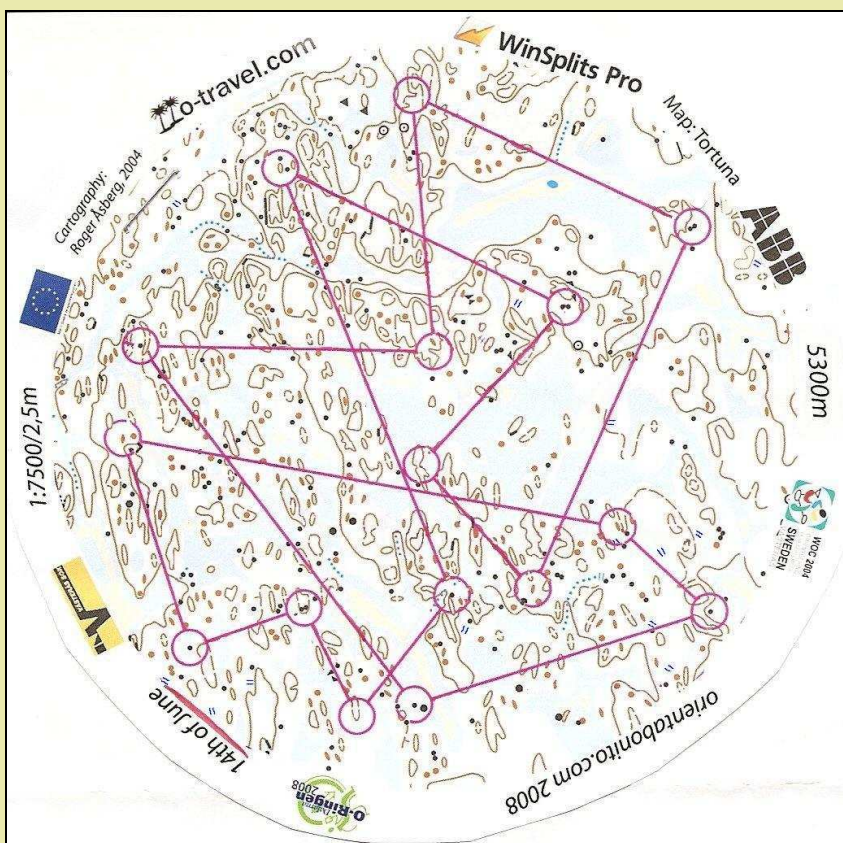 o-travel.com
WinSplits Pro
Map: Tortuna
ABB
5300m
WOC 2004
SWEDEN
orientabonito.com 2008
O-Ringen
2008
14th of June
1:7500/2,5m
Cartography:
Roger Åsberg, 2004